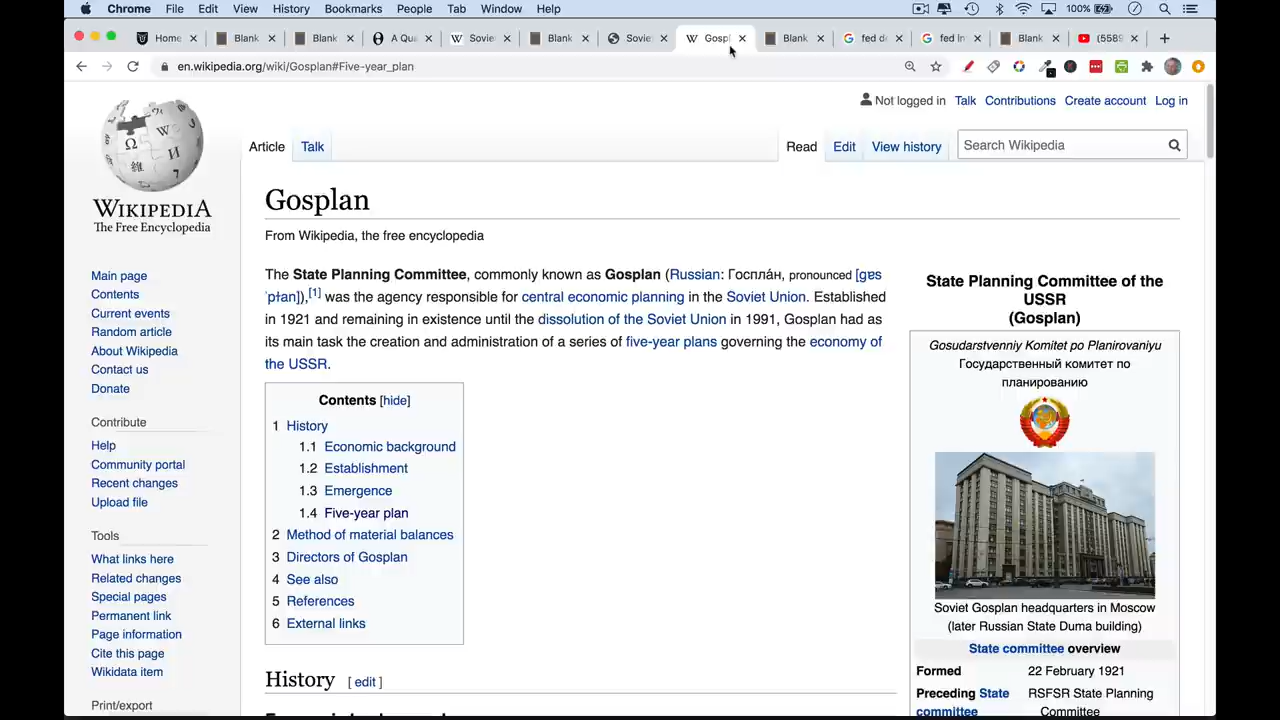 Chrome File Edit View History Bookmarks People Tab Window Help 100%
Home Blank Blank A Qua Sovie Blank Sovie Gospl Blank fed de fed In Blank (5589
en.wikipedia.org/wiki/Gosplan#Five-year_plan
Not logged in Talk Contributions Create account Log in
Article Talk Read Edit View history Search Wikipedia
WIKIPEDIA
The Free Encyclopedia
Main page
Contents
Current events
Random article
About Wikipedia
Contact us
Donate
Contribute
Help
Community portal
Recent changes
Upload file
Tools
What links here
Related changes
Special pages
Permanent link
Page information
Cite this page
Wikidata item
Print/export
Gosplan
From Wikipedia, the free encyclopedia
The State Planning Committee, commonly known as Gosplan (Russian: Госпла́н, pronounced [ɡɐs
ˈpɫan]),[1] was the agency responsible for central economic planning in the Soviet Union. Established
in 1921 and remaining in existence until the dissolution of the Soviet Union in 1991, Gosplan had as
its main task the creation and administration of a series of five-year plans governing the economy of
the USSR.
Contents [hide]
1 History
1.1 Economic background
1.2 Establishment
1.3 Emergence
1.4 Five-year plan
2 Method of material balances
3 Directors of Gosplan
4 See also
5 References
6 External links
History [ edit ]
State Planning Committee of the
USSR
(Gosplan)
Gosudarstvenniy Komitet po Planirovaniyu
Государственный комитет по
планированию
Soviet Gosplan headquarters in Moscow
(later Russian State Duma building)
State committee overview
Formed 22 February 1921
Preceding State RSFSR State Planning
committee Committee